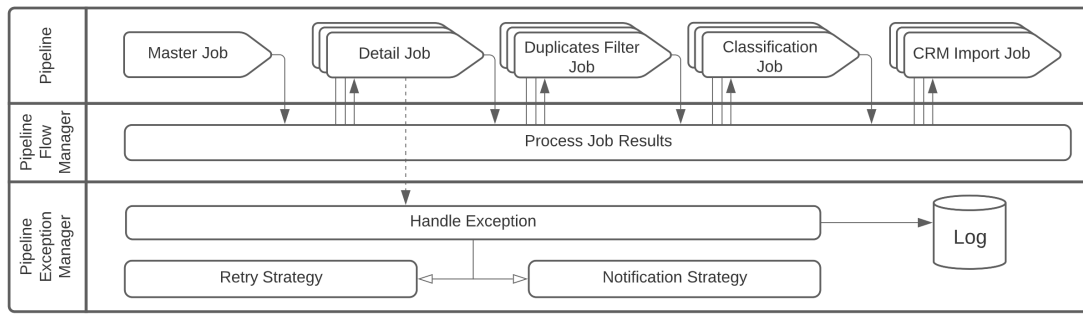 Pipeline
Master Job
Detail Job
Duplicates Filter
Job
Classification
Job
CRM Import Job
Pipeline
Flow
Manager
Process Job Results
Pipeline
Exception
Manager
Handle Exception
Log
Retry Strategy
Notification Strategy